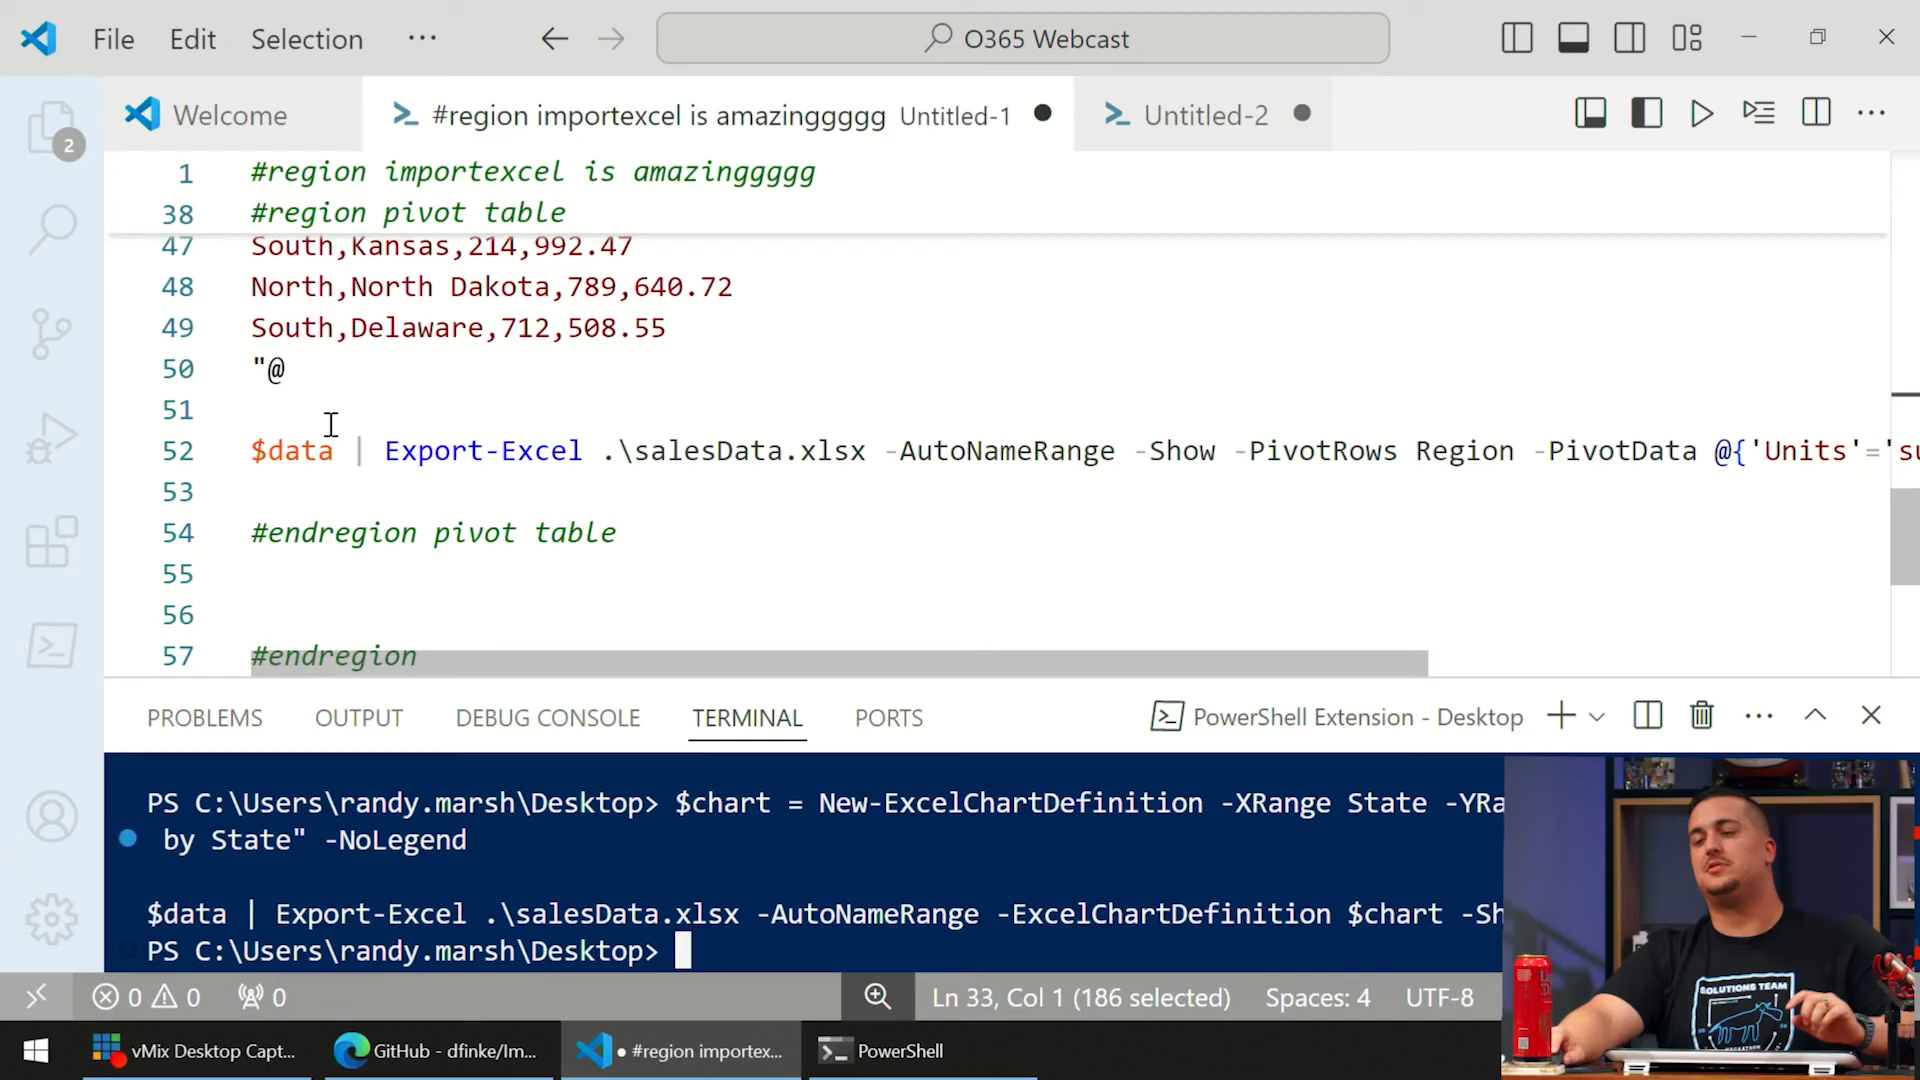 File Edit Selection ··· O365 Webcast
Welcome #region importexcel is amazinggggg Untitled-1 Untitled-2
1 #region importexcel is amazinggggg
38 #region pivot table
47 South,Kansas,214,992.47
48 North,North Dakota,789,640.72
49 South,Delaware,712,508.55
50 "@
51
52 $data | Export-Excel .\salesData.xlsx -AutoNameRange -Show -PivotRows Region -PivotData @{'Units'='su
53
54 #endregion pivot table
55
56
57 #endregion
2
PROBLEMS OUTPUT DEBUG CONSOLE TERMINAL PORTS PowerShell Extension - Desktop
PS C:\Users\randy.marsh\Desktop> $chart = New-ExcelChartDefinition -XRange State -YRa
by State" -NoLegend
$data | Export-Excel .\salesData.xlsx -AutoNameRange -ExcelChartDefinition $chart -Sh
PS C:\Users\randy.marsh\Desktop>
SOLUTIONS TEAM
0 0 0 Ln 33, Col 1 (186 selected) Spaces: 4 UTF-8
vMix Desktop Capt... GitHub - dfinke/Im... #region importex... PowerShell